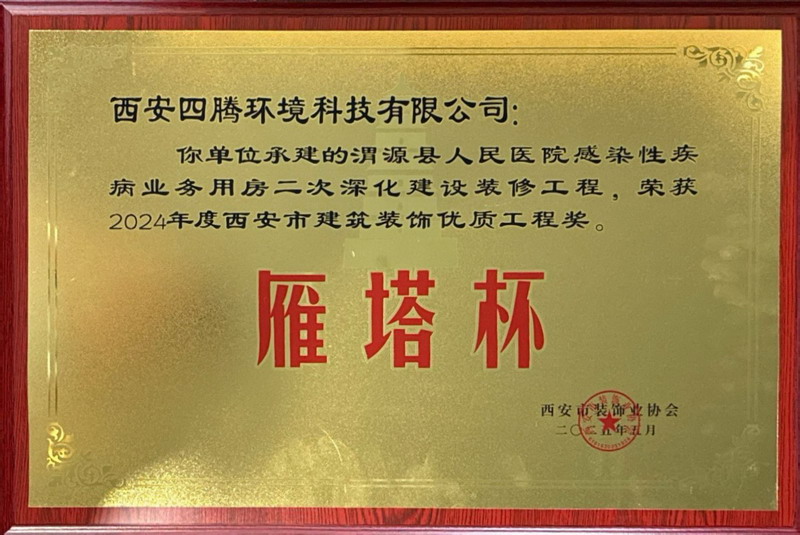 西安四腾环境科技有限公司：
你单位承建的渭源县人民医院感染性疾
病业务用房二次深化建设装修工程，荣获
2024年度西安市建筑装饰优质工程奖。
雁塔杯
西安市装饰业协会
二〇二五年五月